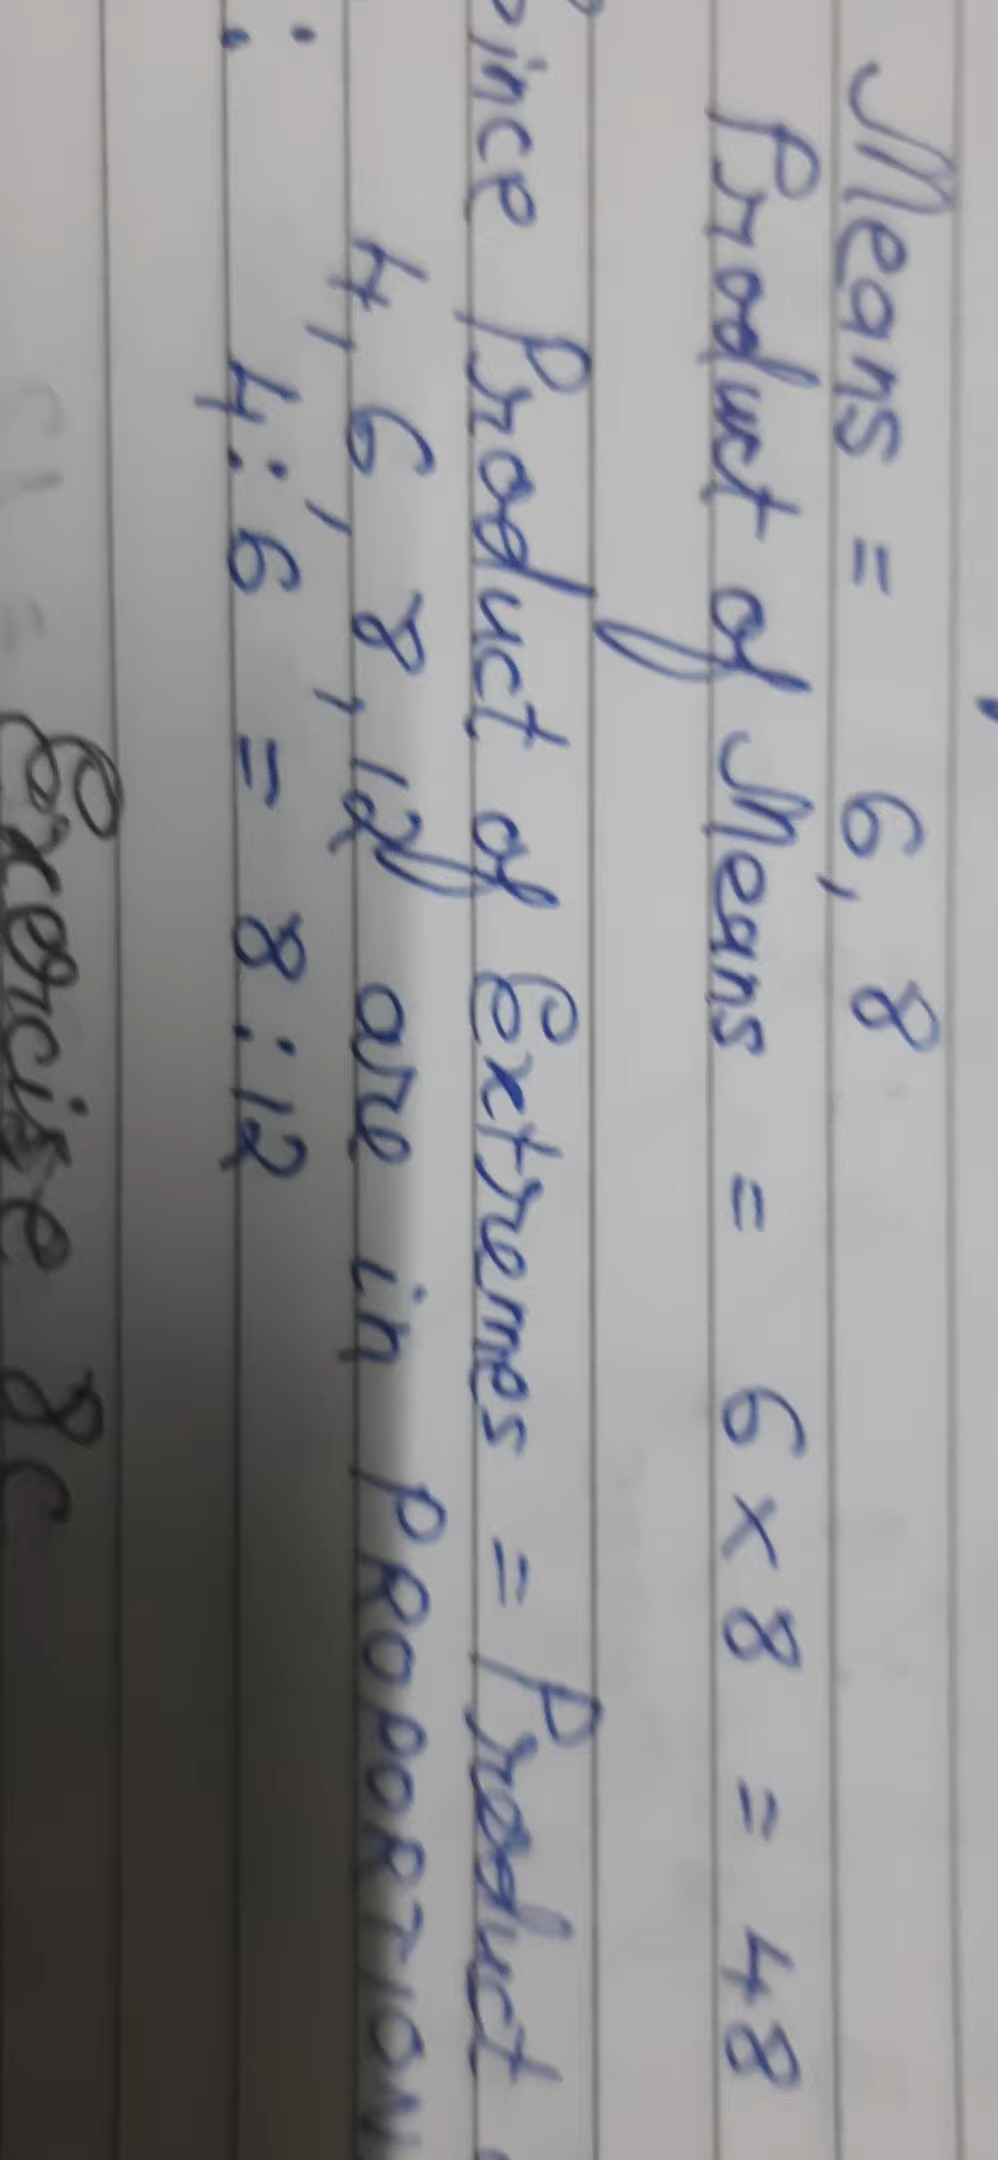 Means = 6, 8
Product of Means = 6 × 8 = 48
ince Product of Extremes = Product
4, 6, 8, 12 are in PROPORTION
∴ 4:6 = 8:12
Exercise 8c